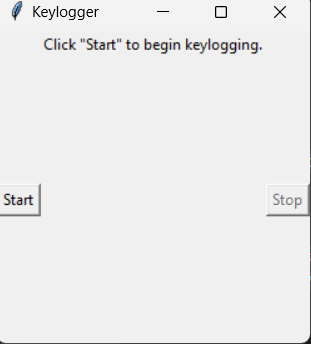 Keylogger
Click "Start" to begin keylogging.
Start
Stop